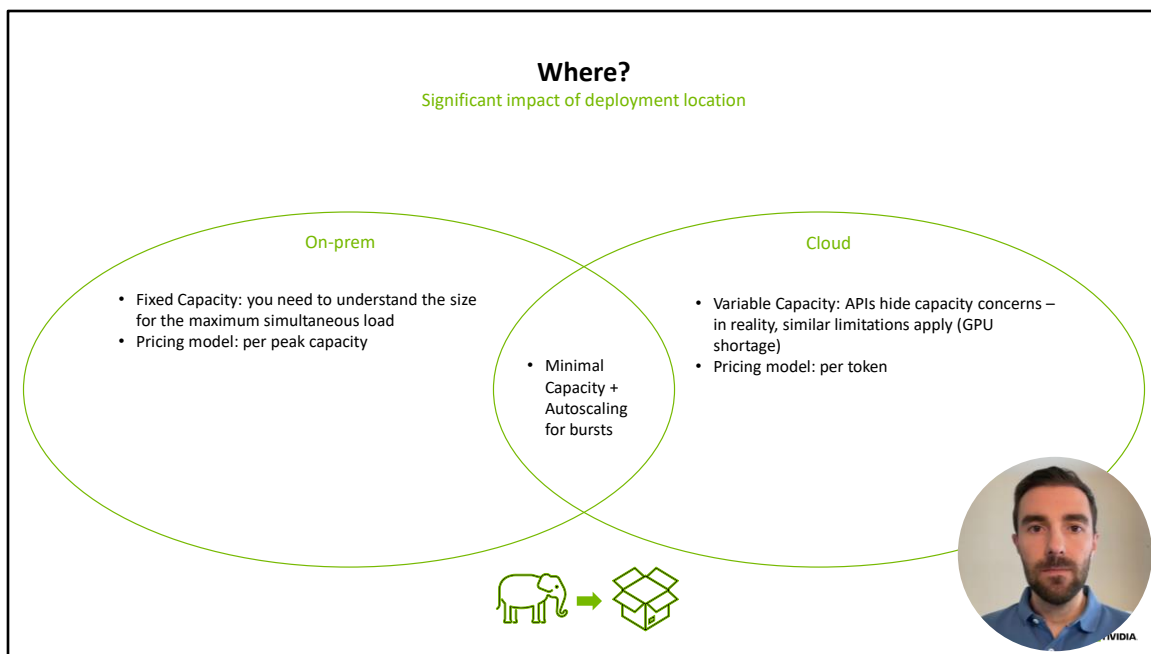 Where?
Significant impact of deployment location
On-prem
• Fixed Capacity: you need to understand the size
for the maximum simultaneous load
• Pricing model: per peak capacity
• Minimal
Capacity +
Autoscaling
for bursts
Cloud
• Variable Capacity: APIs hide capacity concerns –
in reality, similar limitations apply (GPU
shortage)
• Pricing model: per token